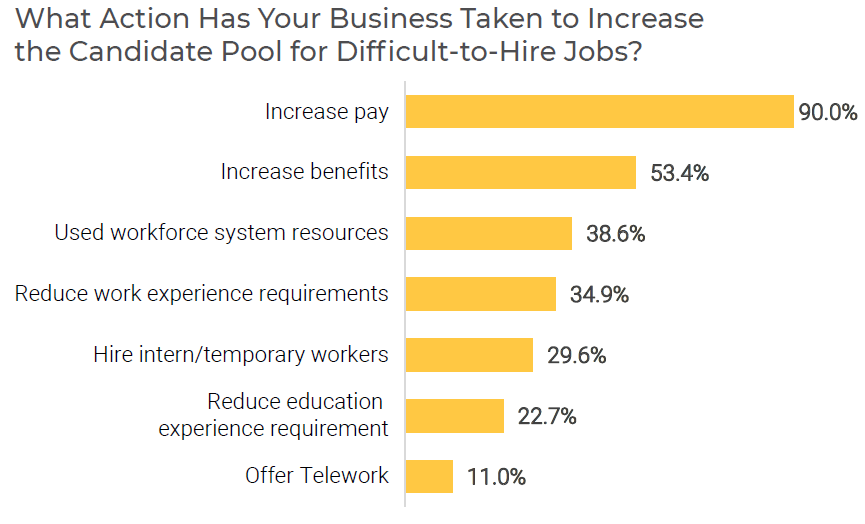 What Action Has Your Business Taken to Increase
the Candidate Pool for Difficult-to-Hire Jobs?
Increase pay 90.0%
Increase benefits 53.4%
Used workforce system resources 38.6%
Reduce work experience requirements 34.9%
Hire intern/temporary workers 29.6%
Reduce education
experience requirement 22.7%
Offer Telework 11.0%